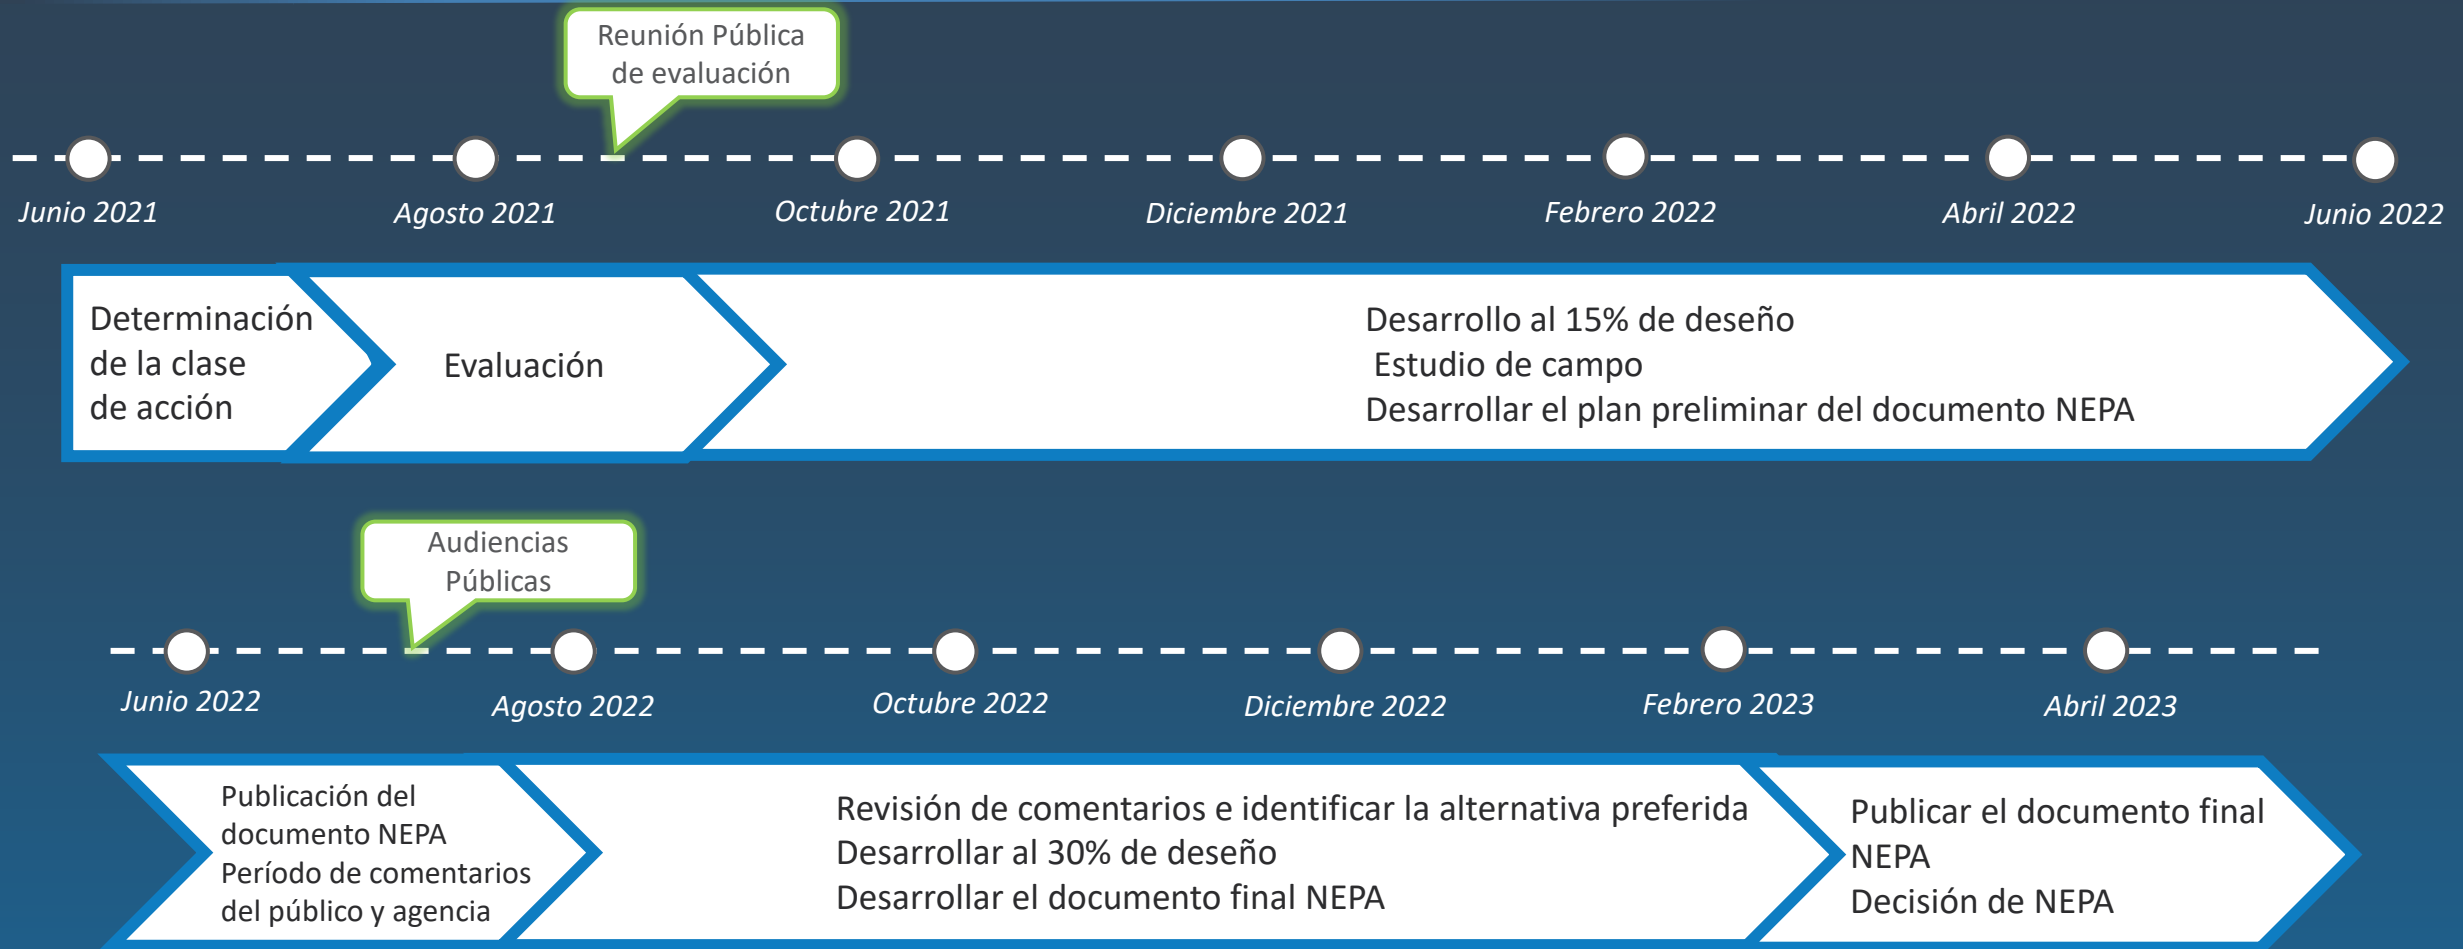 Reunión Pública
de evaluación
Junio 2021
Agosto 2021
Octubre 2021
Diciembre 2021
Febrero 2022
Abril 2022
Junio 2022
Determinación
de la clase
de acción
Evaluación
Desarrollo al 15% de deseño
Estudio de campo
Desarrollar el plan preliminar del documento NEPA
Audiencias
Públicas
Junio 2022
Agosto 2022
Octubre 2022
Diciembre 2022
Febrero 2023
Abril 2023
Publicación del
documento NEPA
Período de comentarios
del público y agencia
Revisión de comentarios e identificar la alternativa preferida
Desarrollar al 30% de deseño
Desarrollar el documento final NEPA
Publicar el documento final
NEPA
Decisión de NEPA